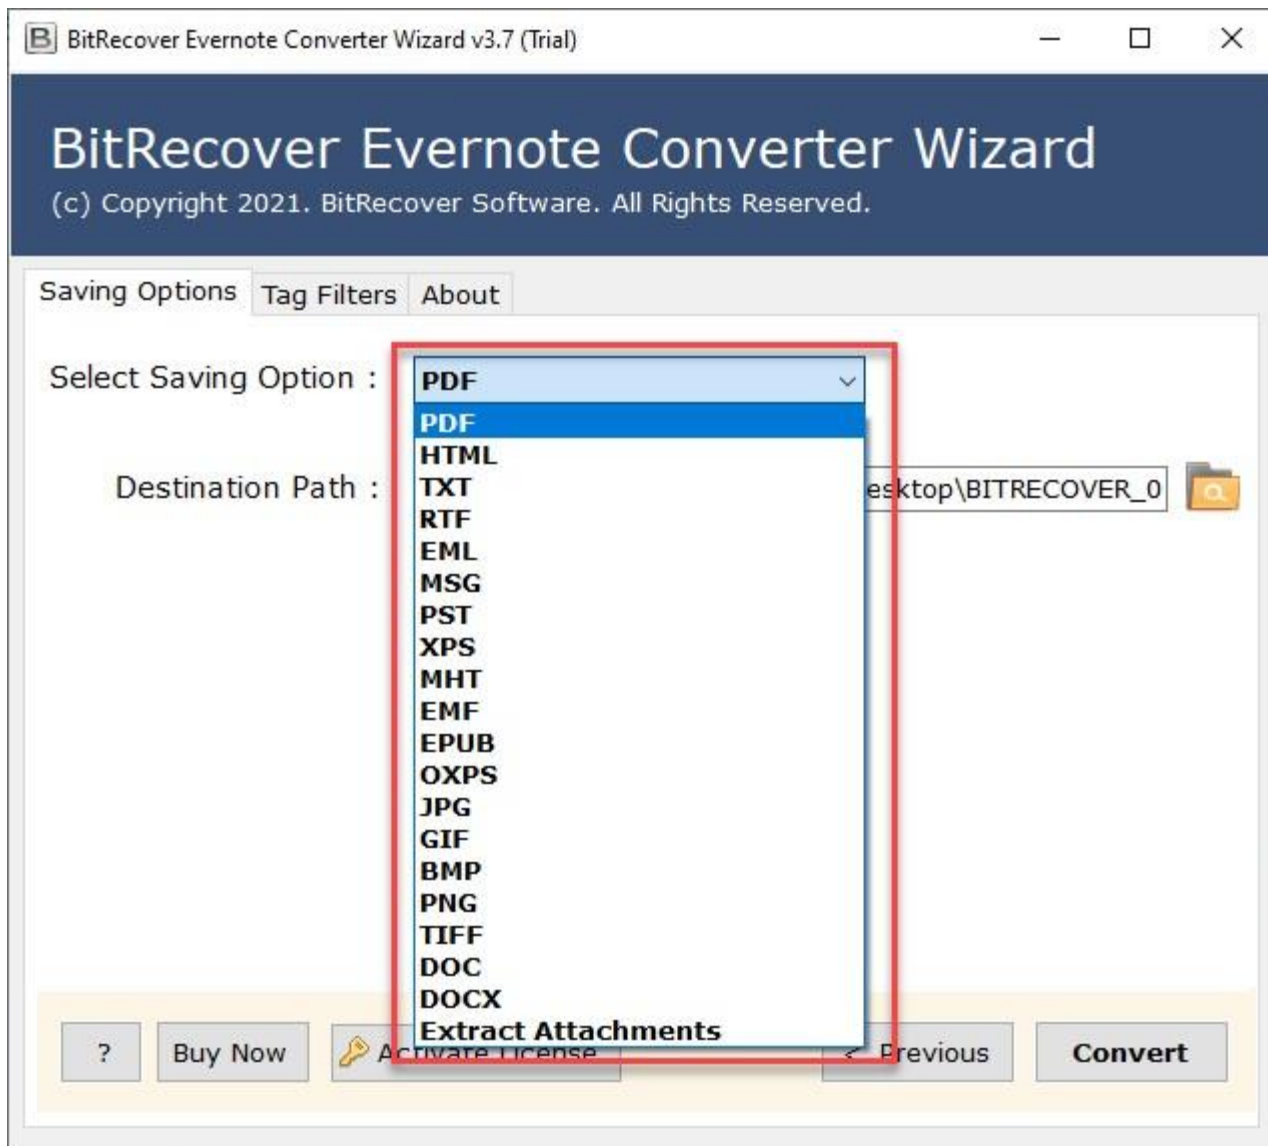 BitRecover Evernote Converter Wizard v3.7 (Trial)
BitRecover Evernote Converter Wizard
(c) Copyright 2021. BitRecover Software. All Rights Reserved.
Saving Options Tag Filters About
Select Saving Option : PDF
PDF
HTML
Destination Path : TXT esktop\BITRECOVER_0
RTF
EML
MSG
PST
XPS
MHT
EMF
EPUB
OXPS
JPG
GIF
BMP
PNG
TIFF
DOC
DOCX
Extract Attachments
? Buy Now Activate License < Previous Convert